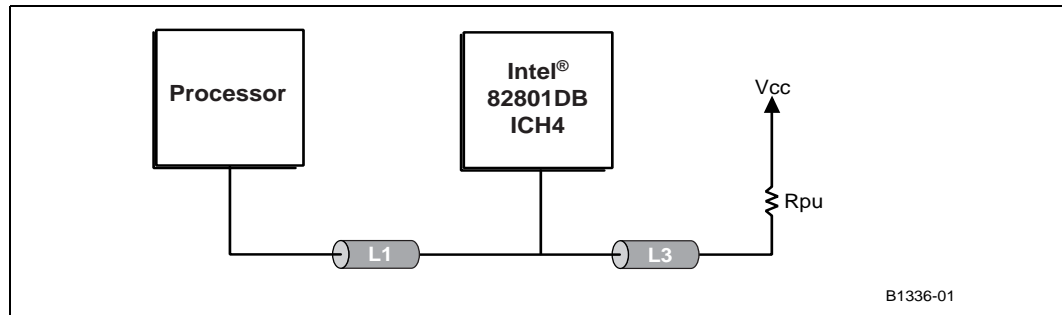 Processor
Intel®
82801DB
ICH4
Vcc
Rpu
L1
L3
B1336-01